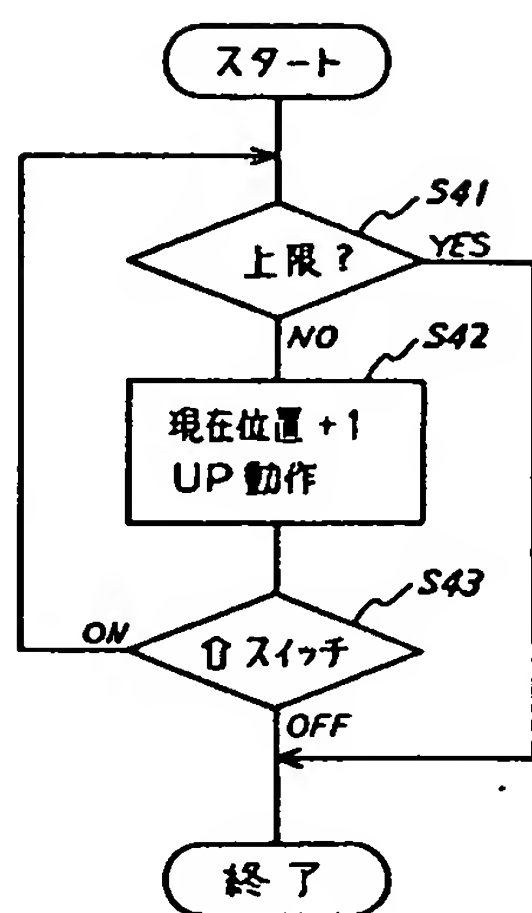 スタート
S41
上限?
YES
NO
S42
現在位置+1
UP動作
S43
ON
⇧スイッチ
OFF
終了